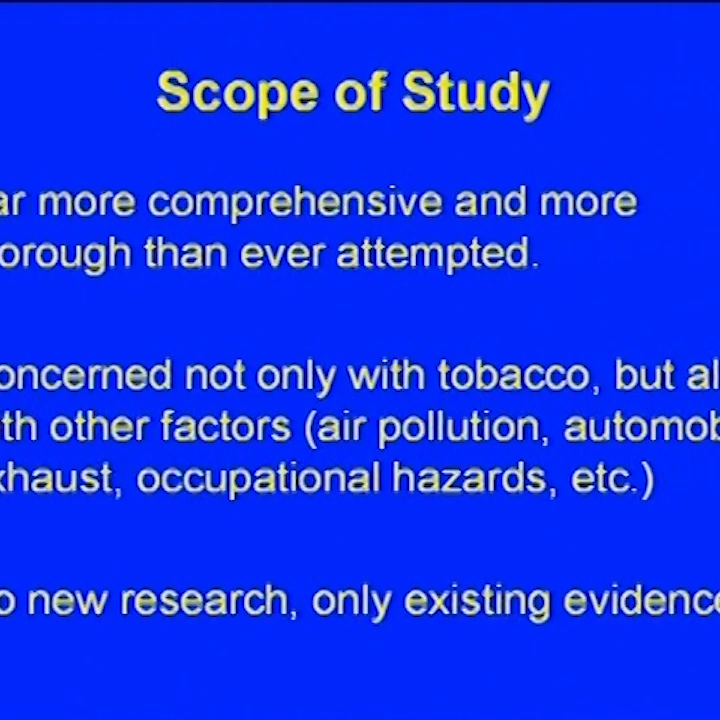 Scope of Study
ar more comprehensive and more
orough than ever attempted.
oncerned not only with tobacco, but al
th other factors (air pollution, automob
xhaust, occupational hazards, etc.)
o new research, only existing evidence